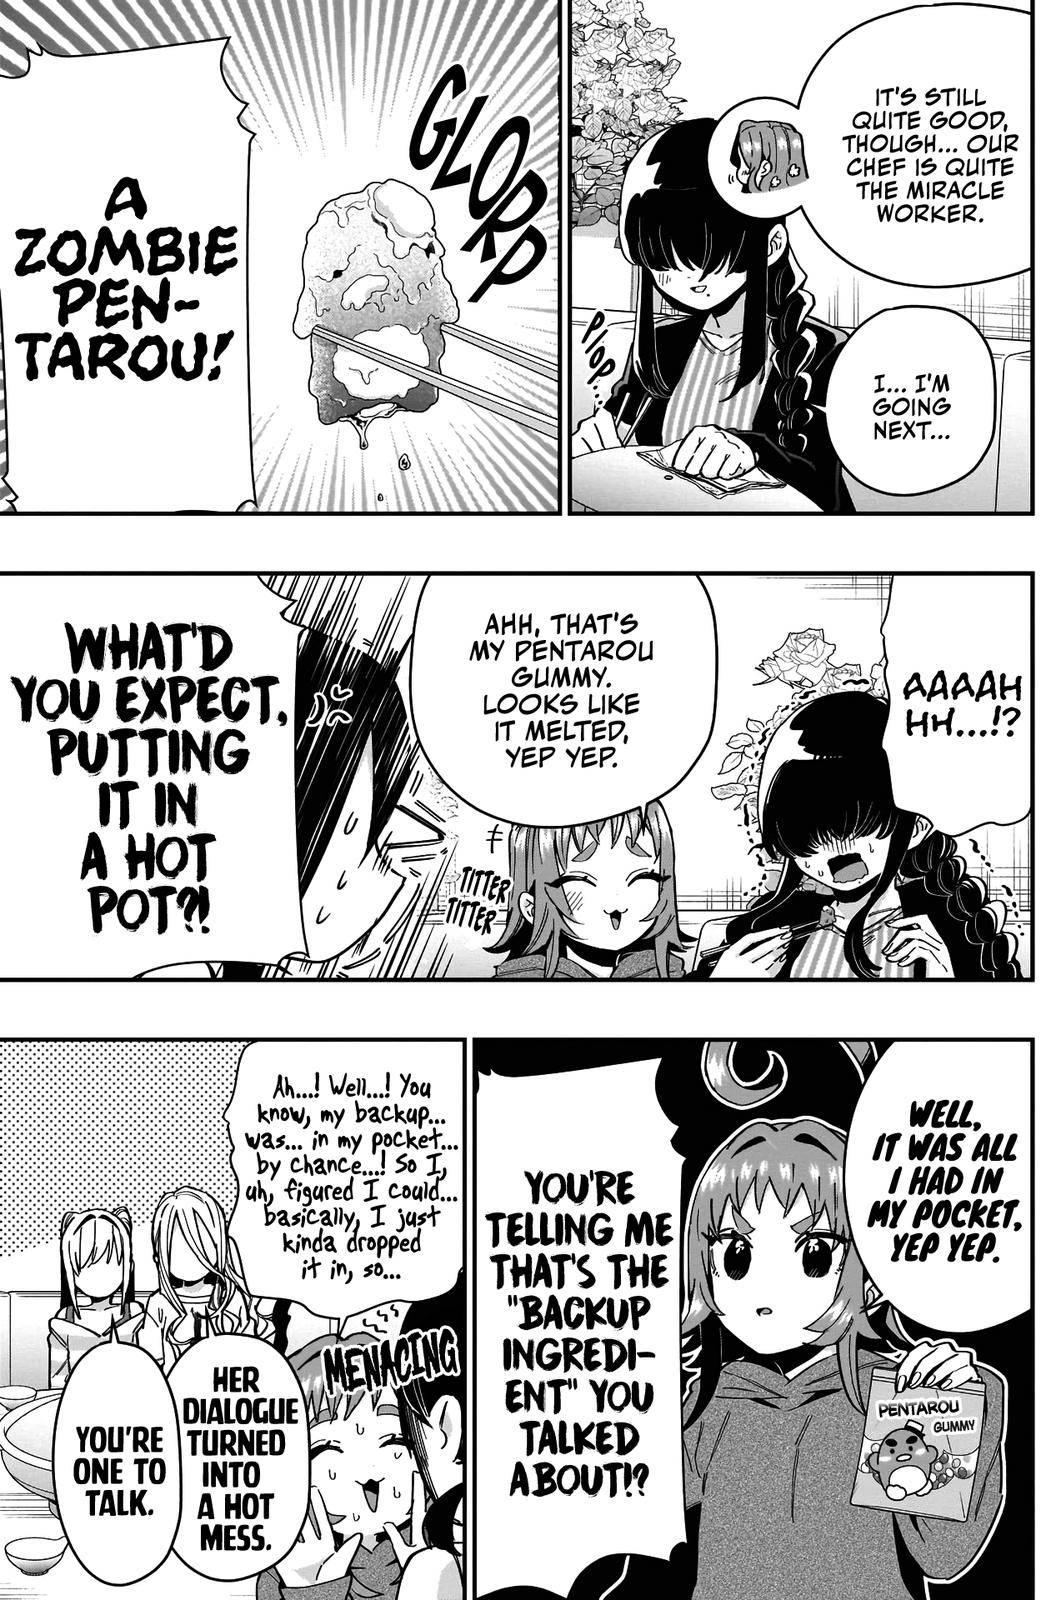 IT'S STILL
QUITE GOOD,
THOUGH... OUR
CHEF IS QUITE
THE MIRACLE
WORKER.
I... I'M
GOING
NEXT...
PLOP...
GLORP
A
ZOMBIE
PEN-
TAROU!
AAAAH
HH...!?
AHH, THAT'S
MY PENTAROU
GUMMY.
LOOKS LIKE
IT MELTED,
YEP YEP.
TITTER
TITTER
WHAT'D
YOU EXPECT,
PUTTING
IT IN
A HOT
POT?!
WELL,
IT WAS ALL
I HAD IN
MY POCKET,
YEP YEP.
PENTAROU
GUMMY
YOU'RE
TELLING ME
THAT'S THE
"BACKUP
INGREDI-
ENT" YOU
TALKED
ABOUT!?
Ah...! Well...! You
know, my backup...
was... in my pocket...
by chance...! So I,
uh, figured I could...
basically, I just
kinda dropped
it in, so...
MENACING
HER
DIALOGUE
TURNED
INTO
A HOT
MESS.
YOU'RE
ONE TO
TALK.